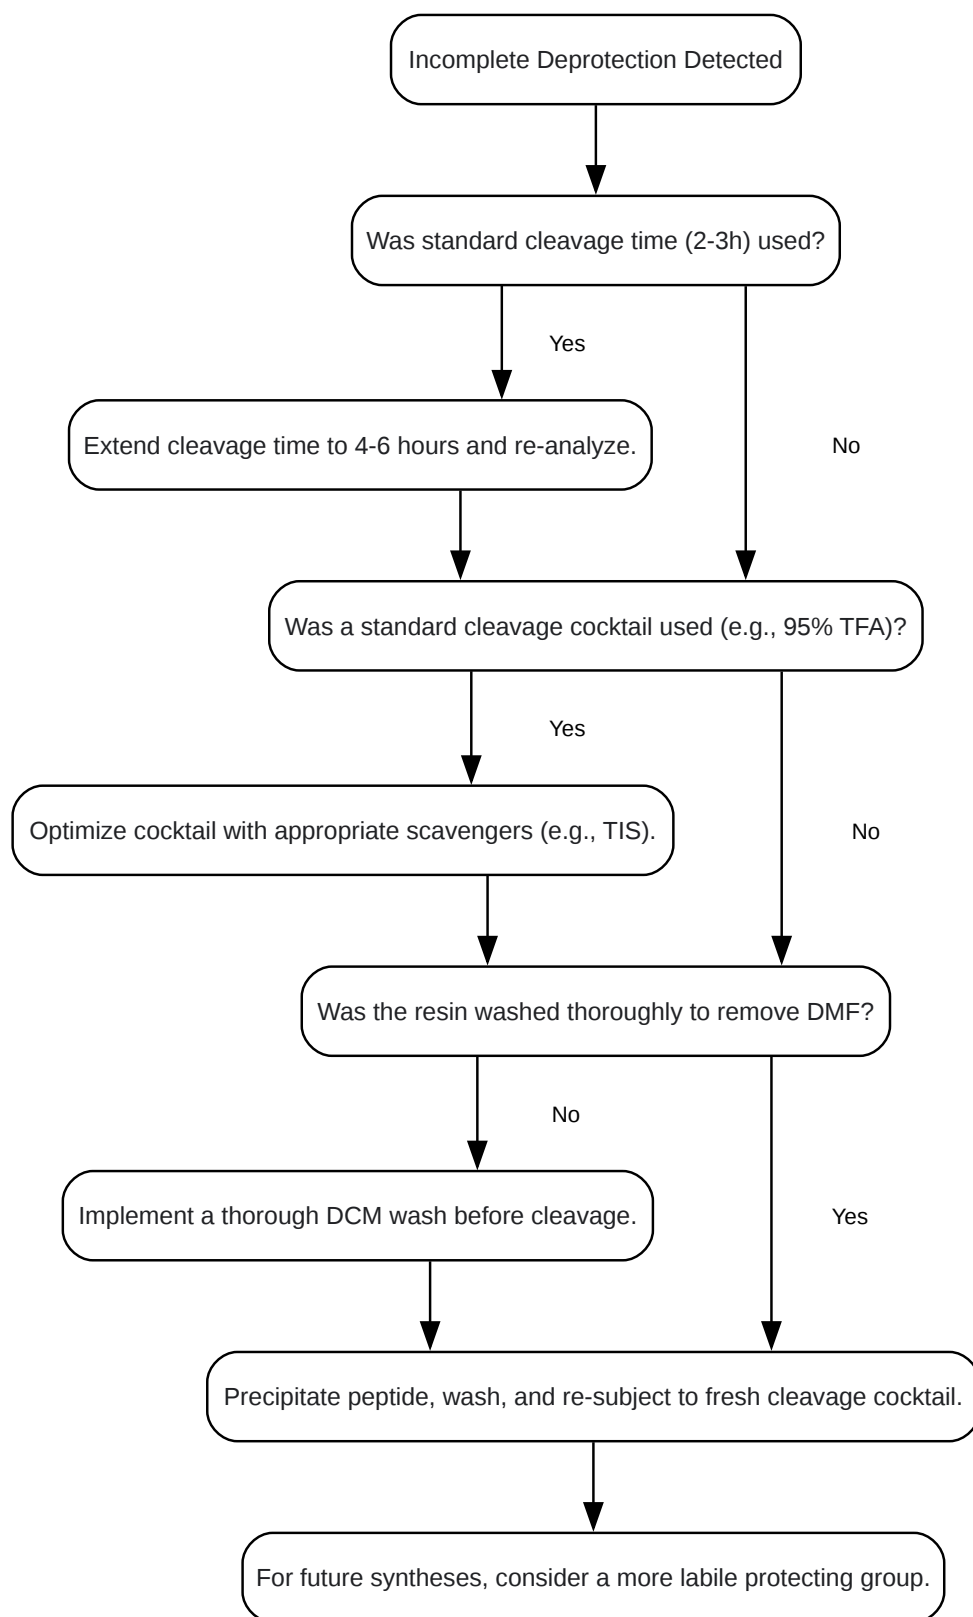 Incomplete Deprotection Detected
Was standard cleavage time (2-3h) used?
Yes
Extend cleavage time to 4-6 hours and re-analyze.
No
Was a standard cleavage cocktail used (e.g., 95% TFA)?
Yes
Optimize cocktail with appropriate scavengers (e.g., TIS).
No
Was the resin washed thoroughly to remove DMF?
No
Implement a thorough DCM wash before cleavage.
Yes
Precipitate peptide, wash, and re-subject to fresh cleavage cocktail.
For future syntheses, consider a more labile protecting group.